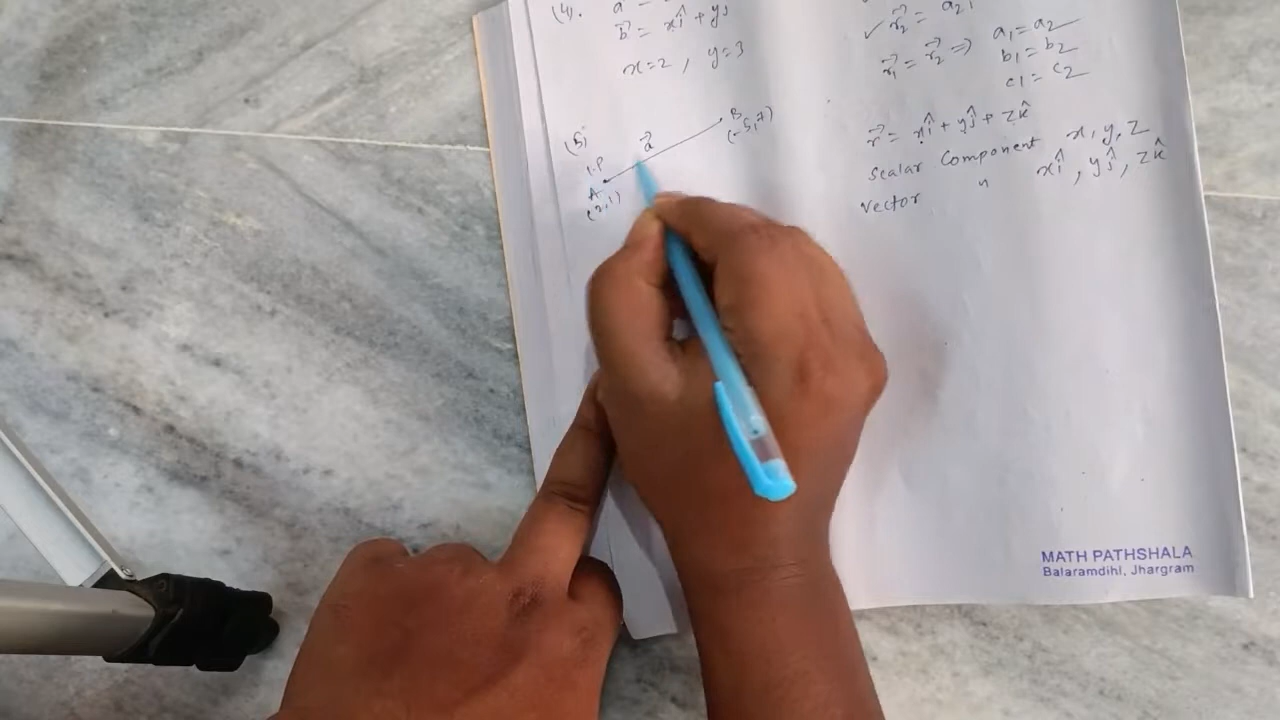 (4). a⃗ =
b⃗ = xî + yĵ
x=2 , y=3
✓ r⃗₂ = a₂î
r⃗₁ = r⃗₂ ⇒ a₁=a₂
b₁=b₂
c₁=c₂
(5)
I.P
A
(2,1)
a⃗
B
(-5,7)
r⃗ = xî + yĵ + zk̂
Scalar Component x, y, z
Vector " xî, yĵ, zk̂
MATH PATHSHALA
Balaramdihi, Jhargram